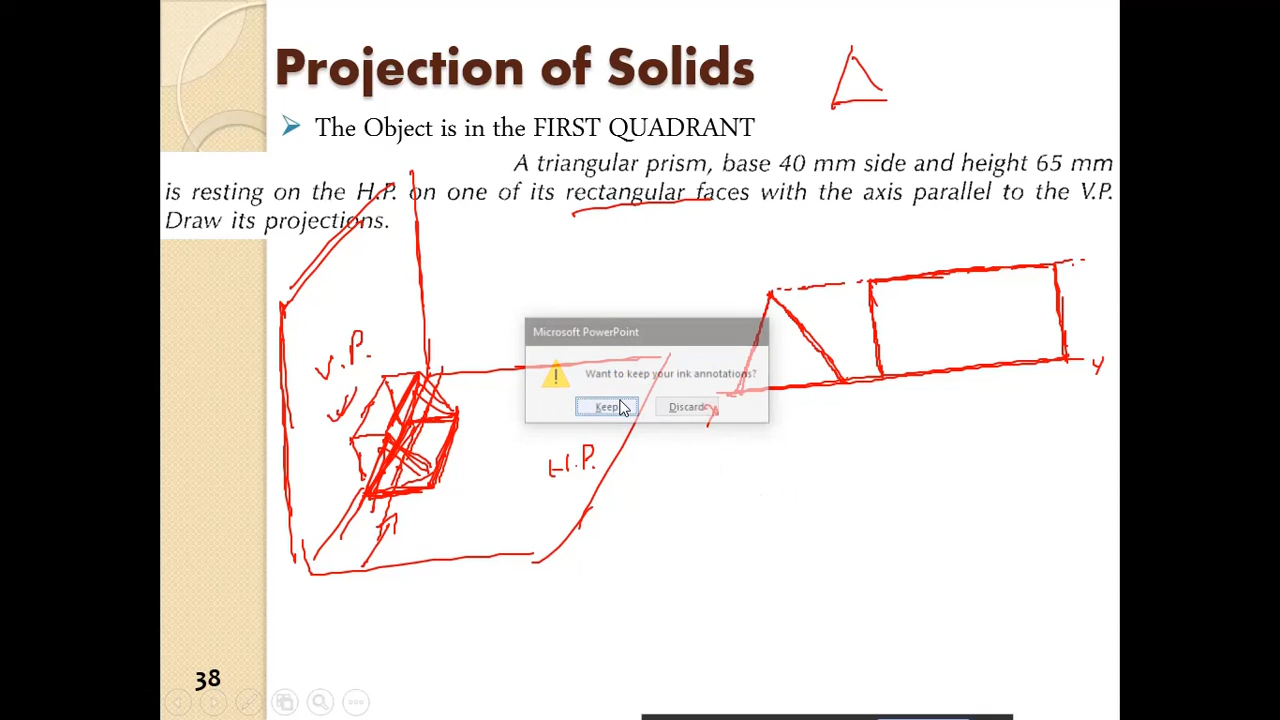 Projection of Solids
The Object is in the FIRST QUADRANT
A triangular prism, base 40 mm side and height 65 mm
is resting on the H.P. on one of its rectangular faces with the axis parallel to the V.P.
Draw its projections.
V.P.
Microsoft PowerPoint
Want to keep your ink annotations?
Keep
Discard
H.P.
Y
38